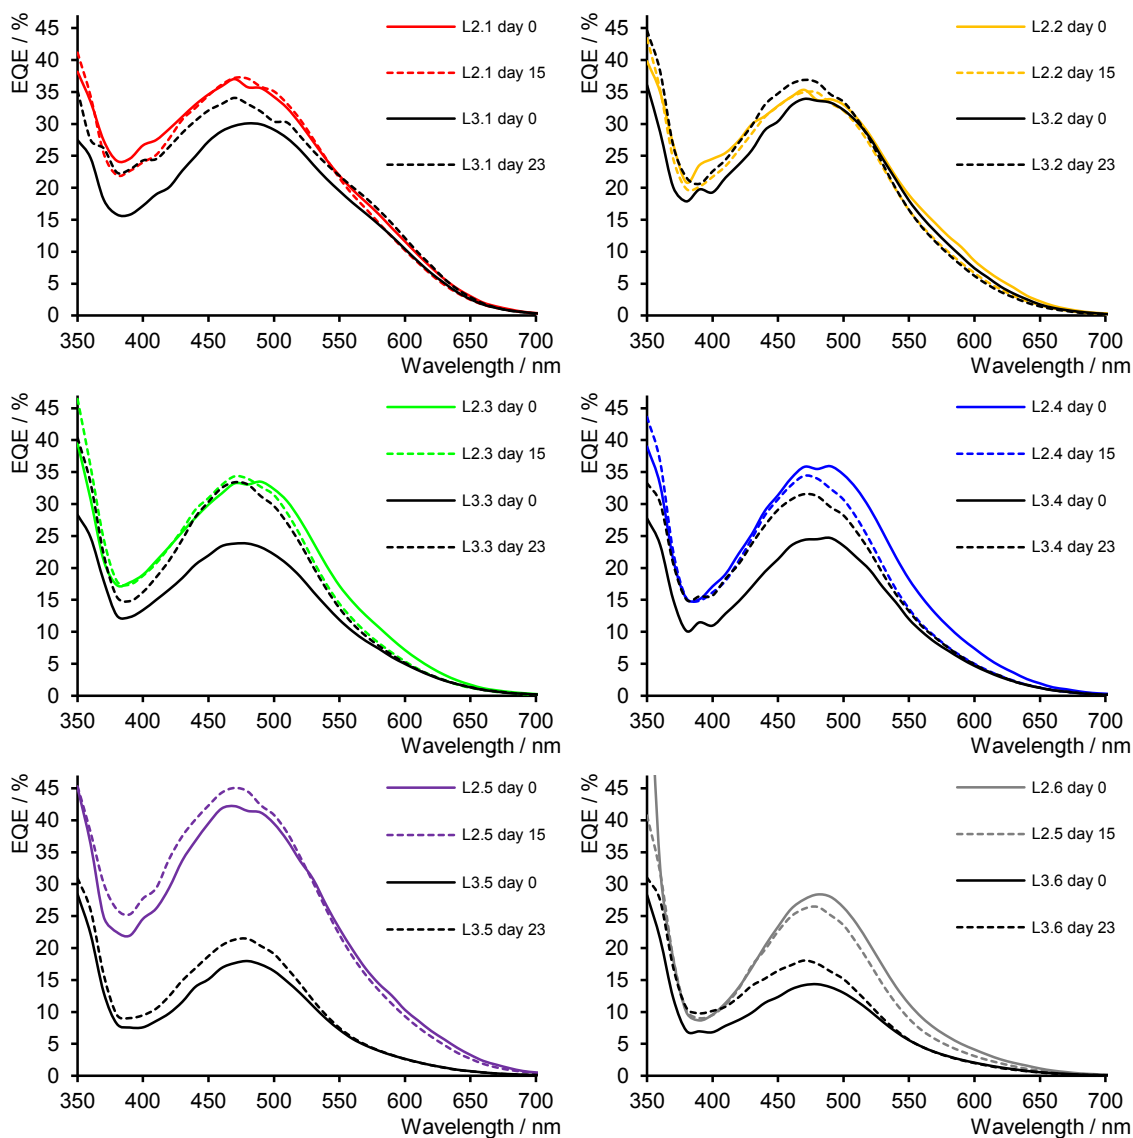 EQE / %
45
40
35
30
25
20
15
10
5
0
350 400 450 500 550 600 650 700
Wavelength / nm
L2.1 day 0
L2.1 day 15
L3.1 day 0
L3.1 day 23
EQE / %
45
40
35
30
25
20
15
10
5
0
350 400 450 500 550 600 650 700
Wavelength / nm
L2.2 day 0
L2.2 day 15
L3.2 day 0
L3.2 day 23
EQE / %
45
40
35
30
25
20
15
10
5
0
350 400 450 500 550 600 650 700
Wavelength / nm
L2.3 day 0
L2.3 day 15
L3.3 day 0
L3.3 day 23
EQE / %
45
40
35
30
25
20
15
10
5
0
350 400 450 500 550 600 650 700
Wavelength / nm
L2.4 day 0
L2.4 day 15
L3.4 day 0
L3.4 day 23
EQE / %
45
40
35
30
25
20
15
10
5
0
350 400 450 500 550 600 650 700
Wavelength / nm
L2.5 day 0
L2.5 day 15
L3.5 day 0
L3.5 day 23
EQE / %
45
40
35
30
25
20
15
10
5
0
350 400 450 500 550 600 650 700
Wavelength / nm
L2.6 day 0
L2.5 day 15
L3.6 day 0
L3.6 day 23